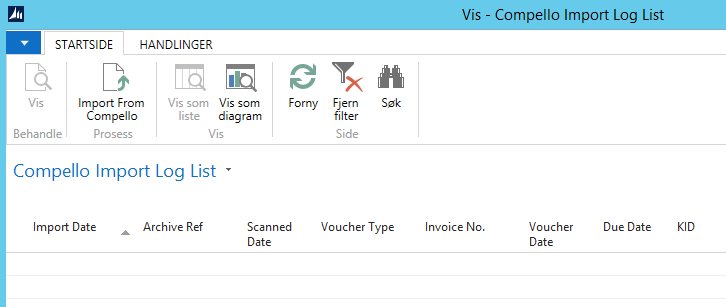 Vis - Compello Import Log List
STARTSIDE HANDLINGER
Vis
Import From
Compello
Vis som
liste
Vis som
diagram
Forny
Fjern
filter
Søk
Behandle Prosess Vis Side
Compello Import Log List
Import Date Archive Ref Scanned
Date Voucher Type Invoice No. Voucher
Date Due Date KID